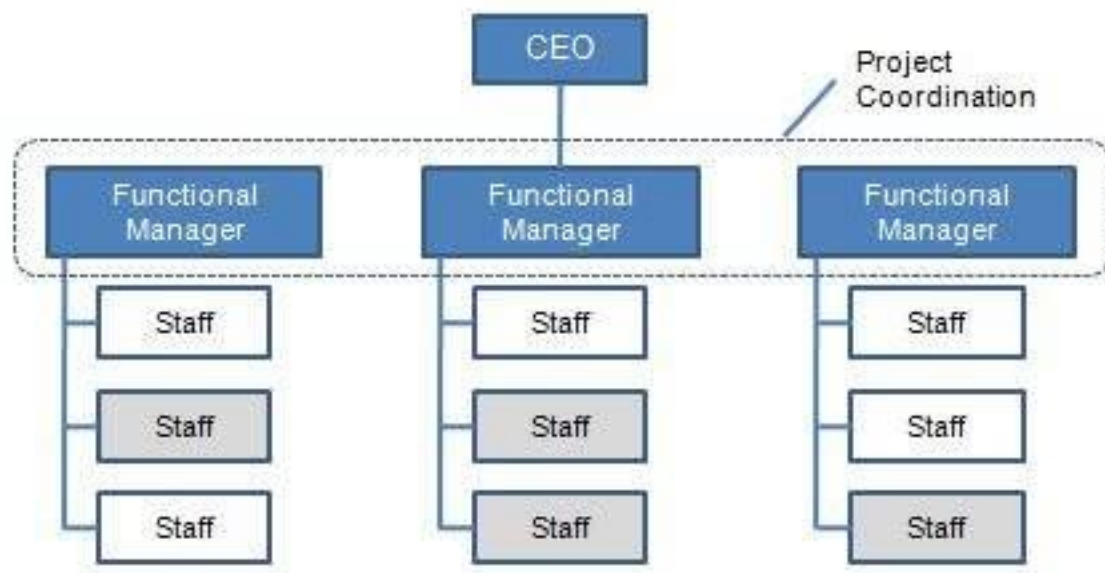 CEO
Project
Coordination
Functional
Manager
Functional
Manager
Functional
Manager
Staff
Staff
Staff
Staff
Staff
Staff
Staff
Staff
Staff